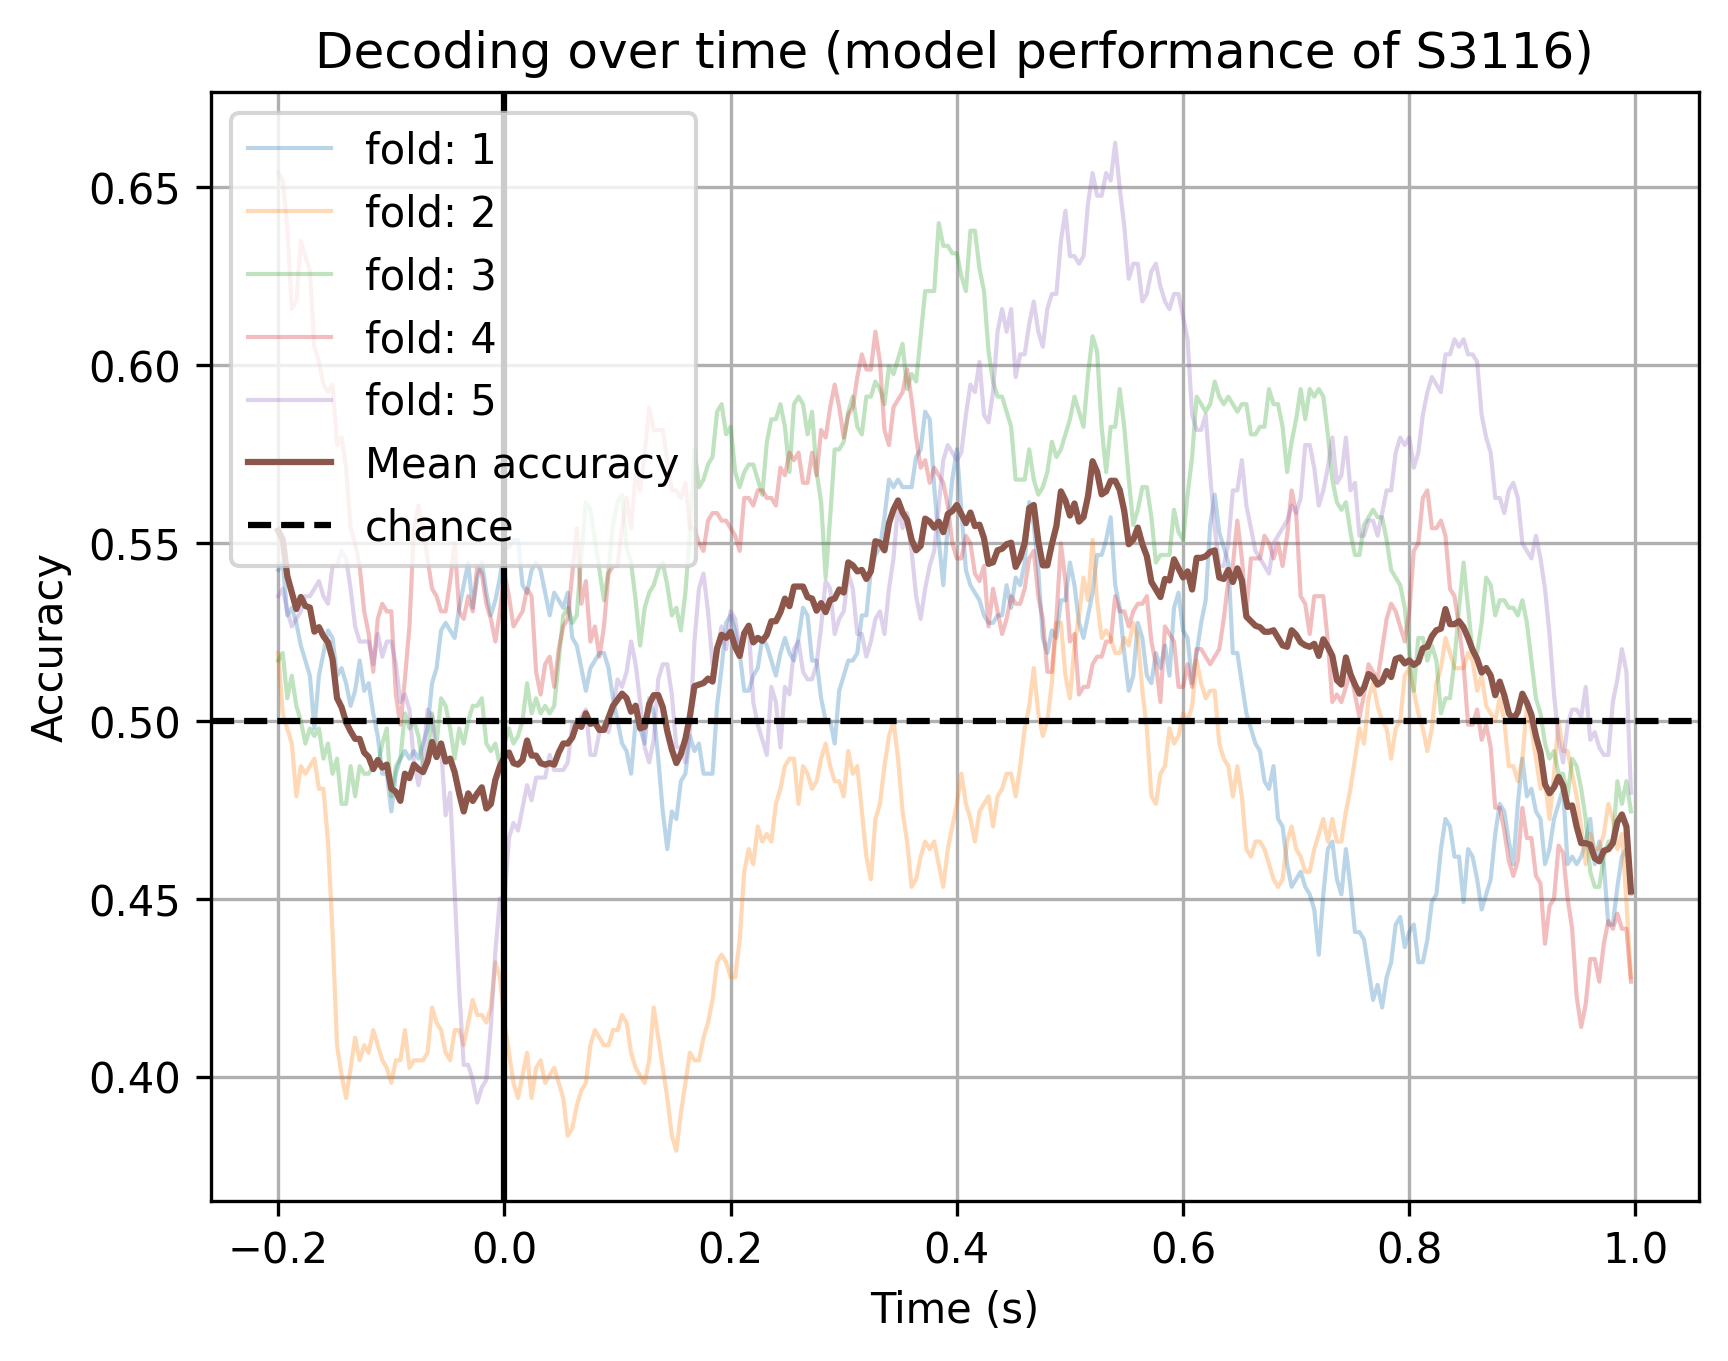 Decoding over time (model performance of S3116)
fold: 1
fold: 2
fold: 3
fold: 4
fold: 5
Mean accuracy
chance
Accuracy
0.65
0.60
0.55
0.50
0.45
0.40
−0.2 0.0 0.2 0.4 0.6 0.8 1.0
Time (s)